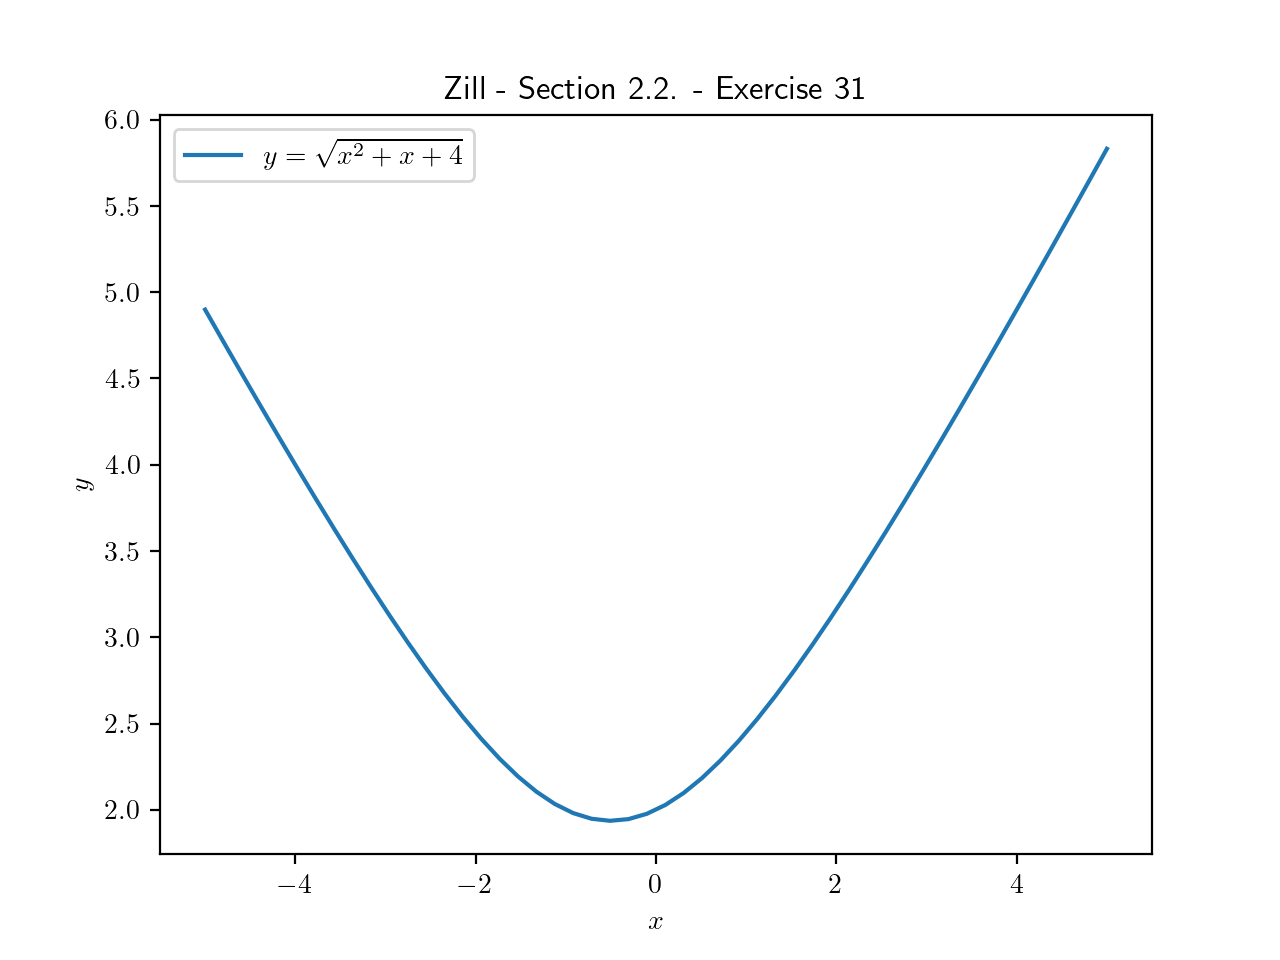 Zill - Section 2.2. - Exercise 31
y = √(x² + x + 4)
6.0
5.5
5.0
4.5
4.0
3.5
3.0
2.5
2.0
y
−4 −2 0 2 4
x